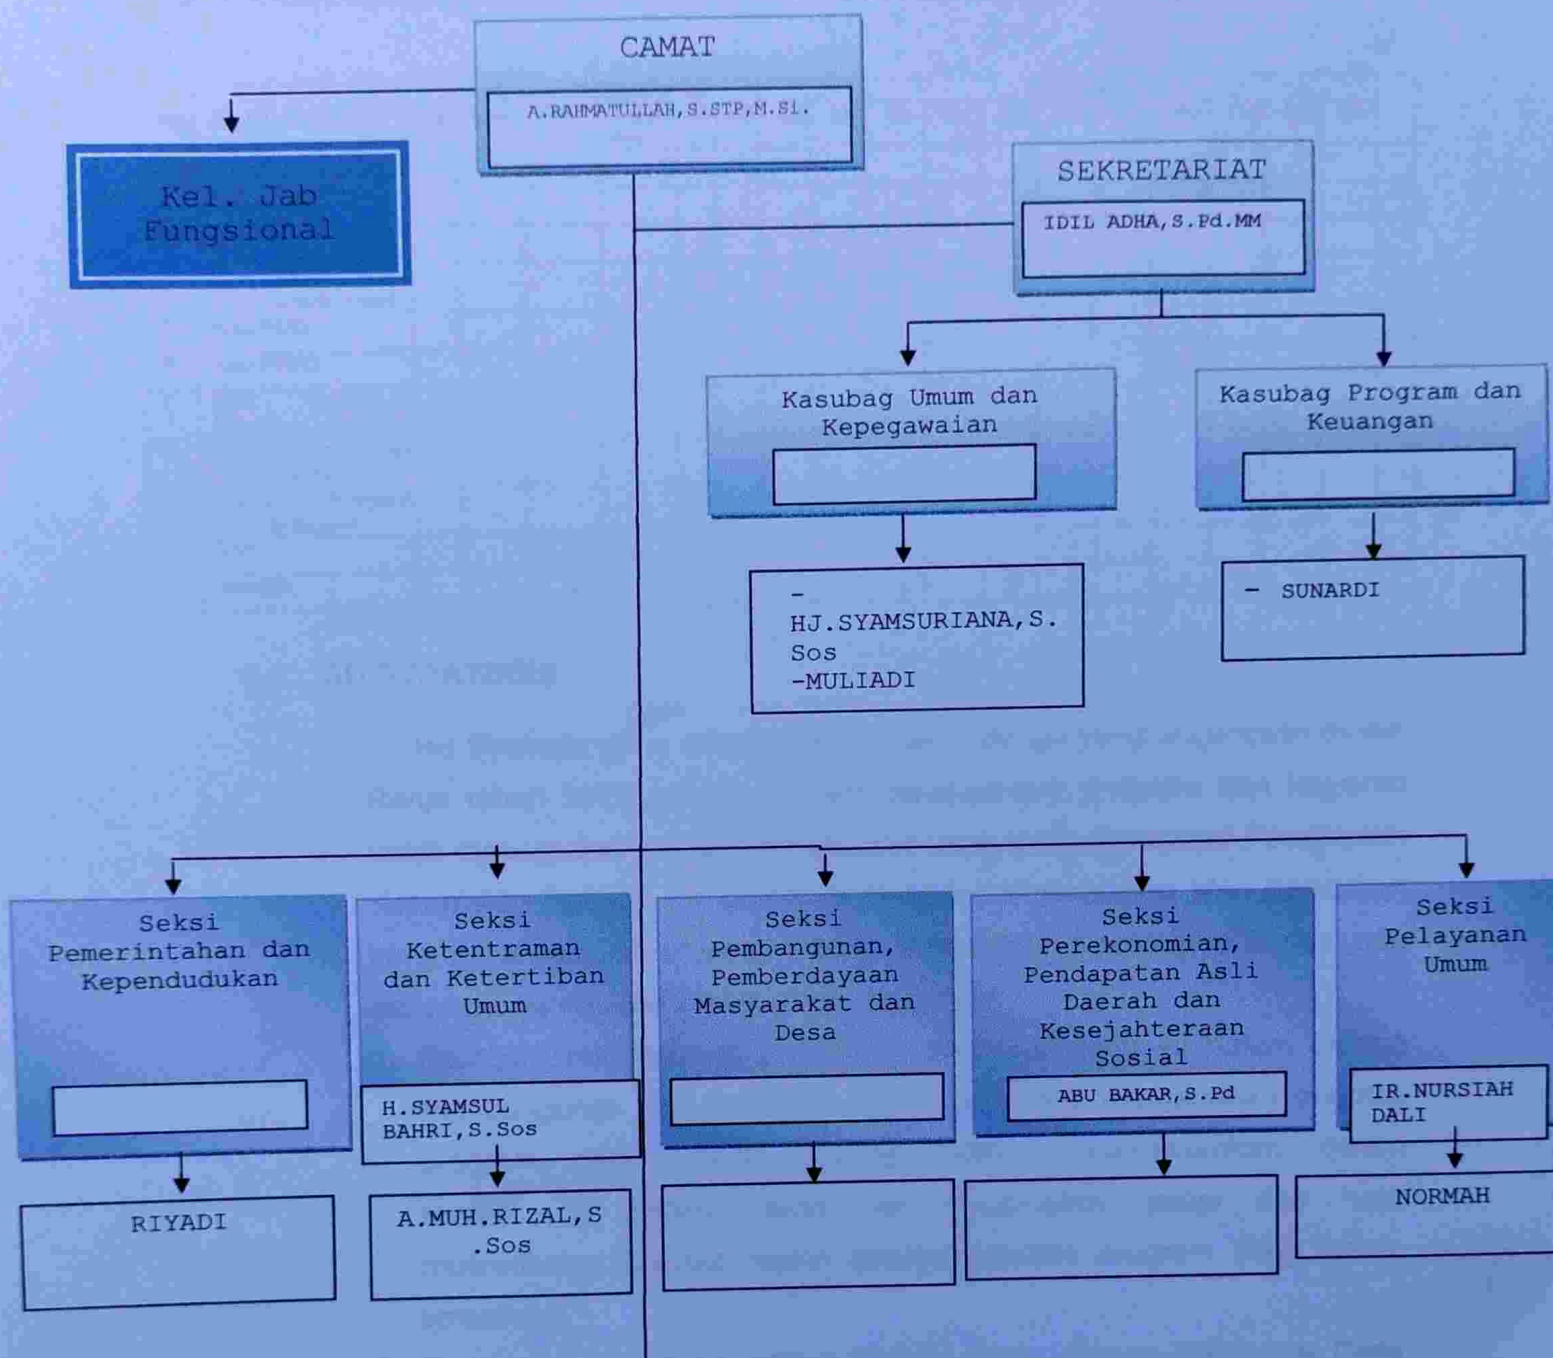 CAMAT
A.RAHMATULLAH,S.STP,M.Si.
Kel. Jab
Fungsional
SEKRETARIAT
IDIL ADHA,S.Pd.MM
Kasubag Umum dan
Kepegawaian
Kasubag Program dan
Keuangan
-
HJ.SYAMSURIANA,S.
Sos
-MULIADI
- SUNARDI
Seksi
Pemerintahan dan
Kependudukan
Seksi
Ketentraman
dan Ketertiban
Umum
H.SYAMSUL
BAHRI,S.Sos
Seksi
Pembangunan,
Pemberdayaan
Masyarakat dan
Desa
Seksi
Perekonomian,
Pendapatan Asli
Daerah dan
Kesejahteraan
Sosial
ABU BAKAR,S.Pd
Seksi
Pelayanan
Umum
IR.NURSIAH
DALI
RIYADI
A.MUH.RIZAL,S
.Sos
NORMAH